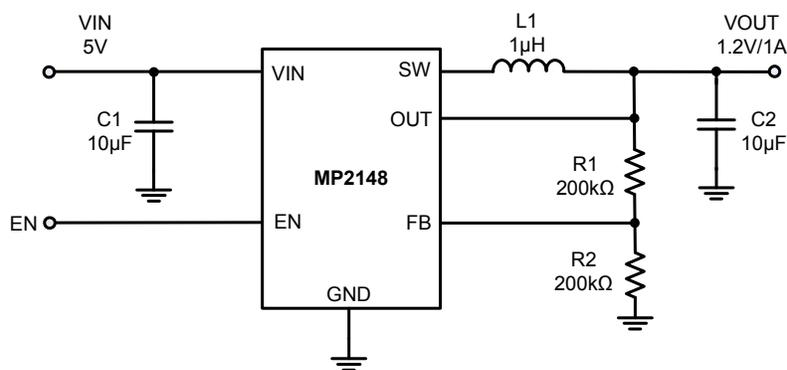 VIN
5V
L1
1µH
VOUT
1.2V/1A
VIN
SW
C1
10µF
OUT
C2
10µF
MP2148
R1
200kΩ
EN
EN
FB
R2
200kΩ
GND